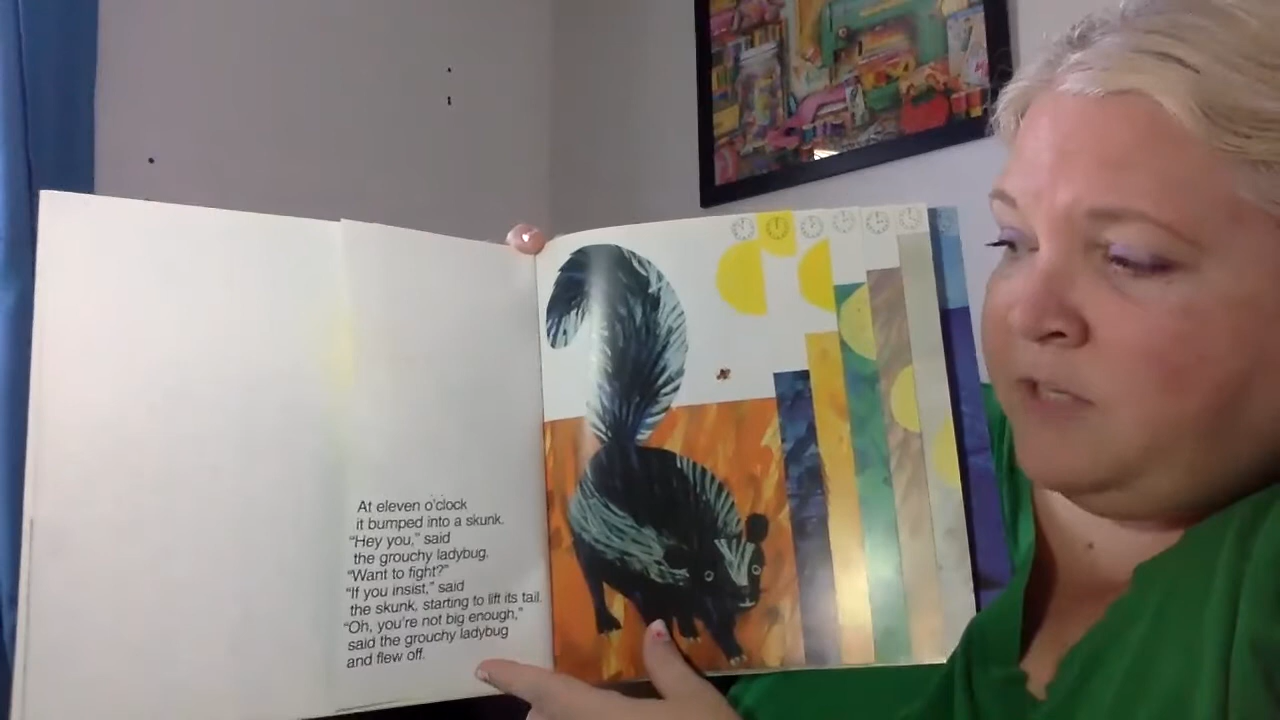 At eleven o'clock
it bumped into a skunk.
"Hey you," said
the grouchy ladybug.
"Want to fight?"
"If you insist," said
the skunk, starting to lift its tail.
"Oh, you're not big enough,"
said the grouchy ladybug
and flew off.